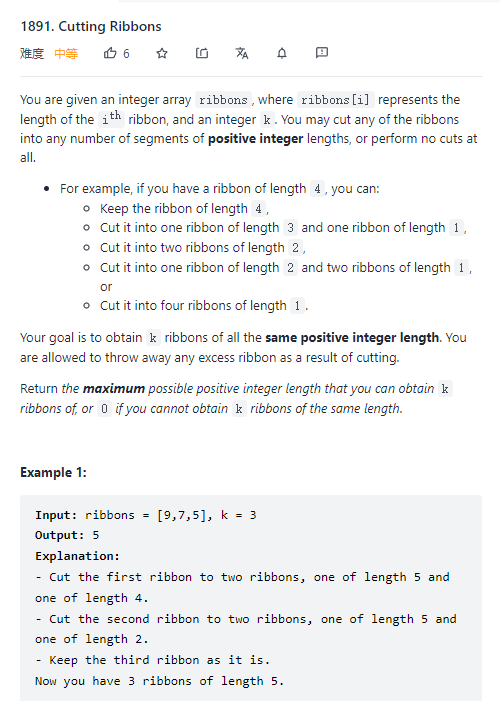 1891. Cutting Ribbons
难度 中等 6
You are given an integer array ribbons , where ribbons[i] represents the
length of the ith ribbon, and an integer k . You may cut any of the ribbons
into any number of segments of positive integer lengths, or perform no cuts at
all.
• For example, if you have a ribbon of length 4 , you can:
◦ Keep the ribbon of length 4 ,
◦ Cut it into one ribbon of length 3 and one ribbon of length 1 ,
◦ Cut it into two ribbons of length 2 ,
◦ Cut it into one ribbon of length 2 and two ribbons of length 1 ,
or
◦ Cut it into four ribbons of length 1 .
Your goal is to obtain k ribbons of all the same positive integer length. You
are allowed to throw away any excess ribbon as a result of cutting.
Return the maximum possible positive integer length that you can obtain k
ribbons of, or 0 if you cannot obtain k ribbons of the same length.
Example 1:
Input: ribbons = [9,7,5], k = 3
Output: 5
Explanation:
- Cut the first ribbon to two ribbons, one of length 5 and
one of length 4.
- Cut the second ribbon to two ribbons, one of length 5 and
one of length 2.
- Keep the third ribbon as it is.
Now you have 3 ribbons of length 5.